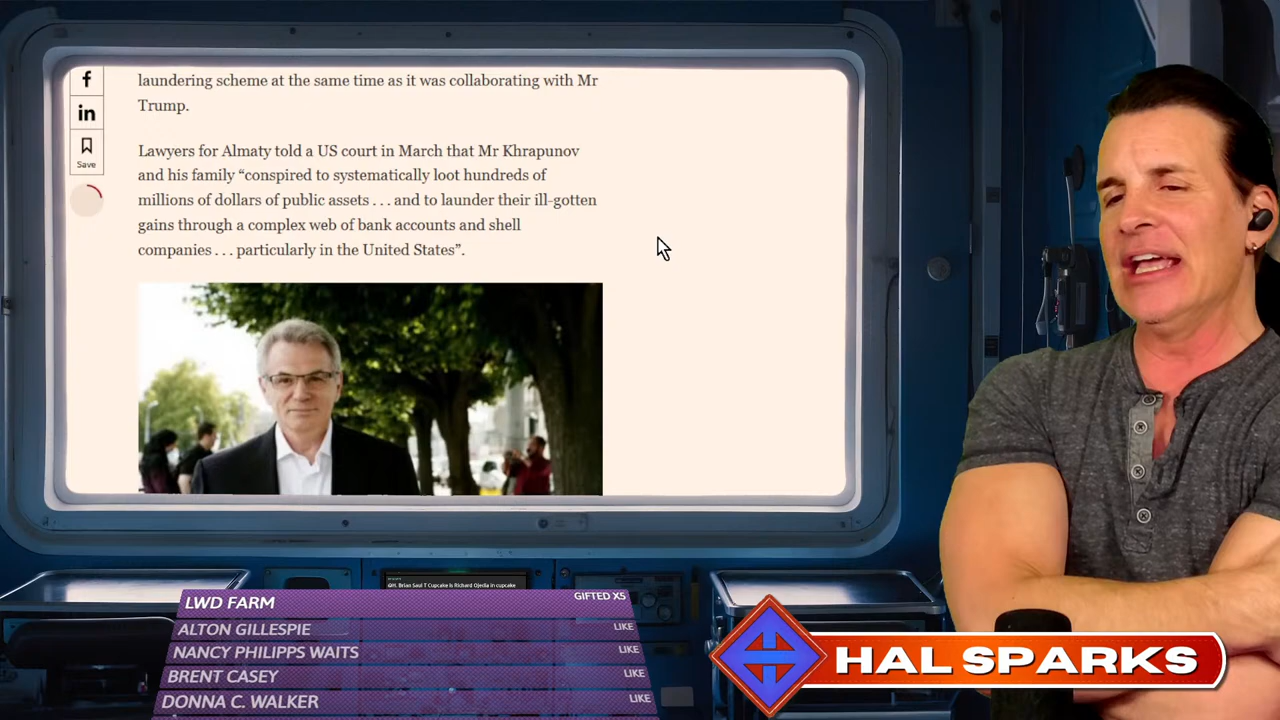 laundering scheme at the same time as it was collaborating with Mr
Trump.
Save
Lawyers for Almaty told a US court in March that Mr Khrapunov
and his family “conspired to systematically loot hundreds of
millions of dollars of public assets . . . and to launder their ill-gotten
gains through a complex web of bank accounts and shell
companies . . . particularly in the United States”.
LWD FARM GIFTED X5
ALTON GILLESPIE LIKE
NANCY PHILIPPS WAITS LIKE
BRENT CASEY LIKE
DONNA C. WALKER LIKE
HAL SPARKS